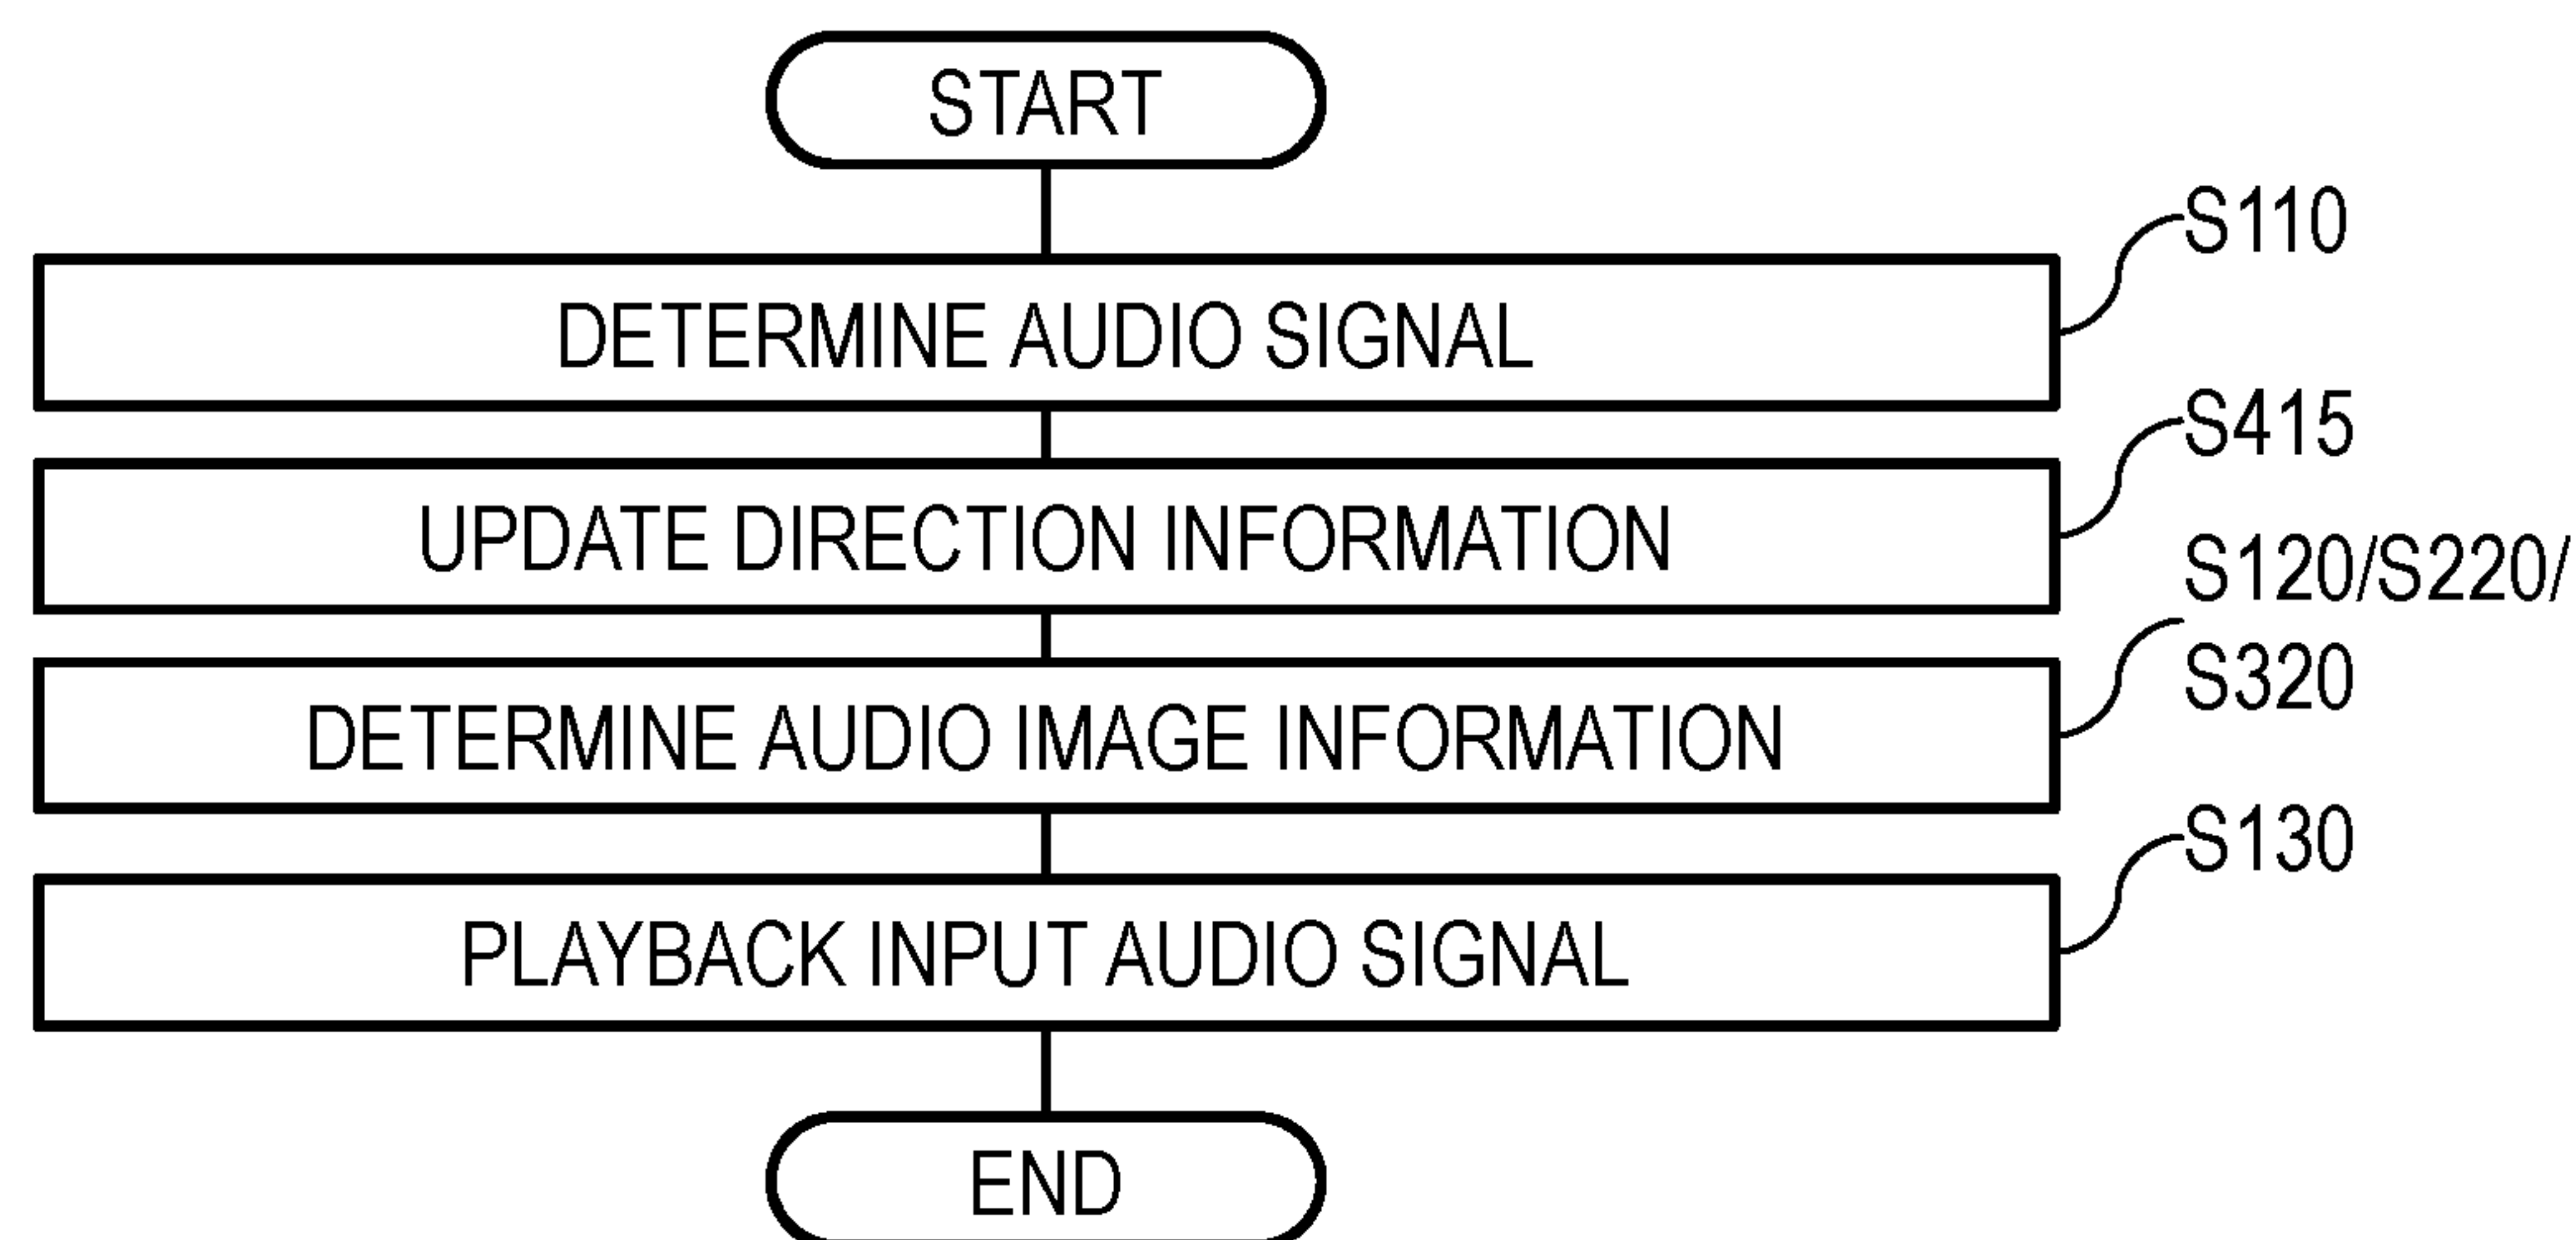 START
S110
DETERMINE AUDIO SIGNAL
S415
UPDATE DIRECTION INFORMATION
S120/S220/
S320
DETERMINE AUDIO IMAGE INFORMATION
S130
PLAYBACK INPUT AUDIO SIGNAL
END